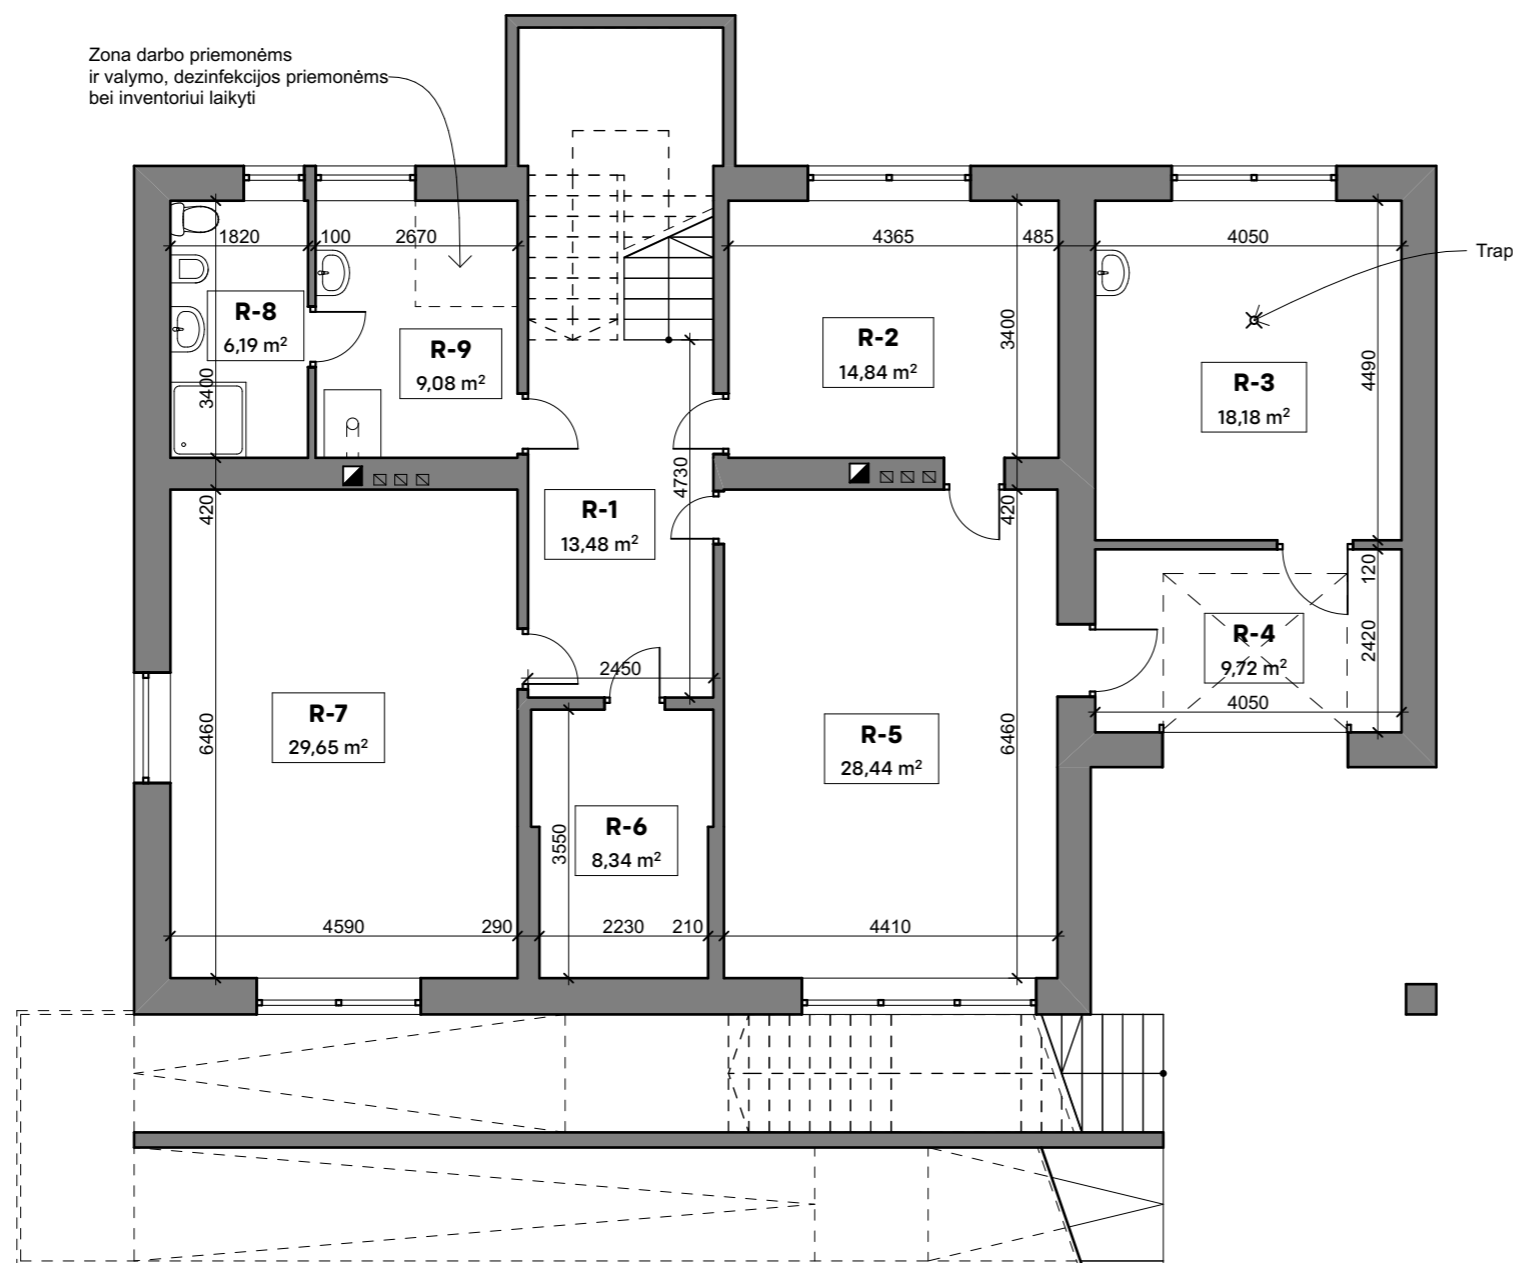 Zona darbo priemonėms
ir valymo, dezinfekcijos priemonėms
bei inventoriui laikyti
1820
100
2670
4365
485
4050
Trap
R-8
6,19 m²
R-9
9,08 m²
R-2
14,84 m²
R-3
18,18 m²
3400
3400
4490
420
4730
R-1
13,48 m²
420
120
R-4
9,72 m²
2420
4050
2450
R-7
29,65 m²
6460
R-5
28,44 m²
6460
R-6
8,34 m²
3550
4590
290
2230
210
4410